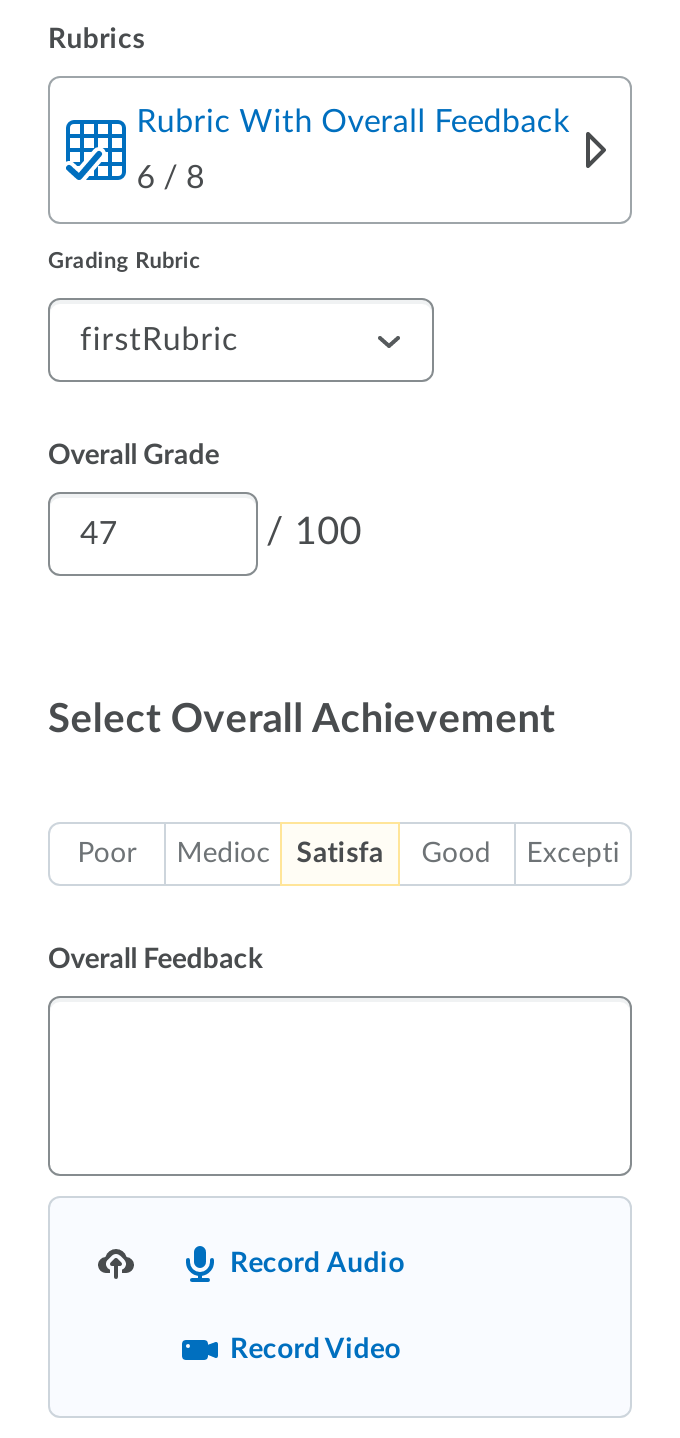 Rubrics
Rubric With Overall Feedback
6 / 8
Grading Rubric
firstRubric
Overall Grade
47 / 100
Select Overall Achievement
Poor Medioc Satisfa Good Excepti
Overall Feedback
Record Audio
Record Video